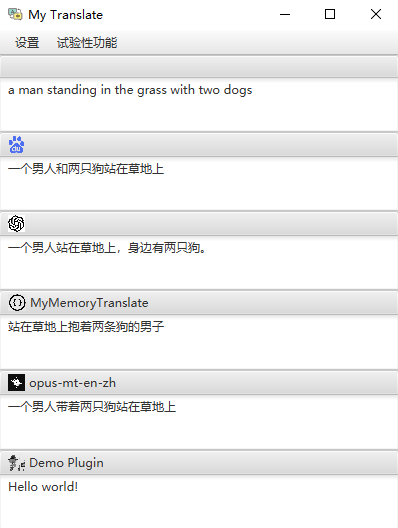 My Translate
设置 试验性功能
a man standing in the grass with two dogs
du
一个男人和两只狗站在草地上
一个男人站在草地上，身边有两只狗。
MyMemoryTranslate
站在草地上抱着两条狗的男子
opus-mt-en-zh
一个男人带着两只狗站在草地上
Demo Plugin
Hello world!